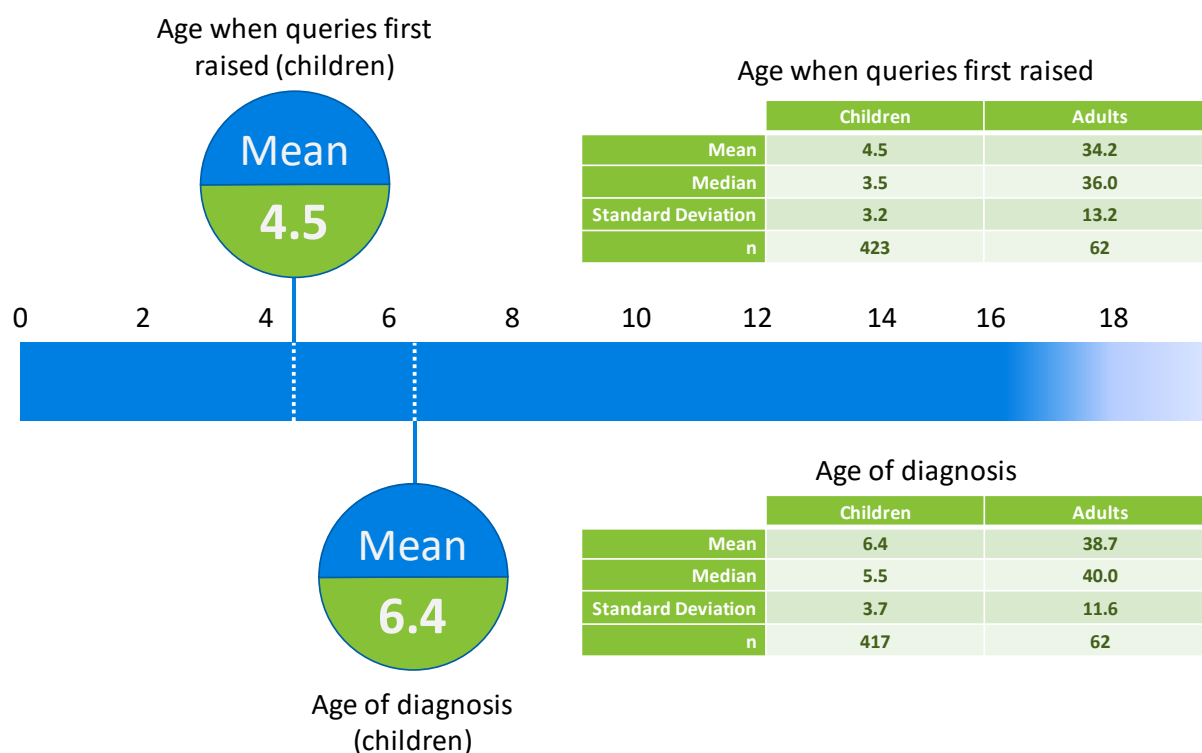 Age when queries first
raised (children)
Mean
4.5
Age when queries first raised
Children Adults
Mean 4.5 34.2
Median 3.5 36.0
Standard Deviation 3.2 13.2
n 423 62
0 2 4 6 8 10 12 14 16 18
Mean
6.4
Age of diagnosis
(children)
Age of diagnosis
Children Adults
Mean 6.4 38.7
Median 5.5 40.0
Standard Deviation 3.7 11.6
n 417 62